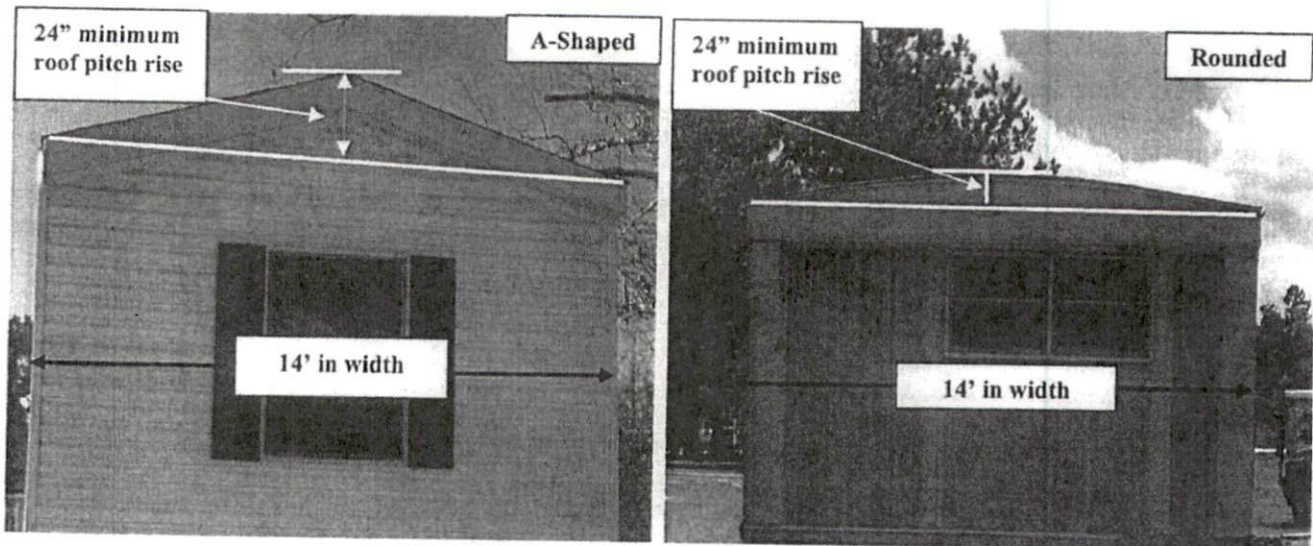 24” minimum
roof pitch rise
A-Shaped
14’ in width
24” minimum
roof pitch rise
Rounded
14’ in width